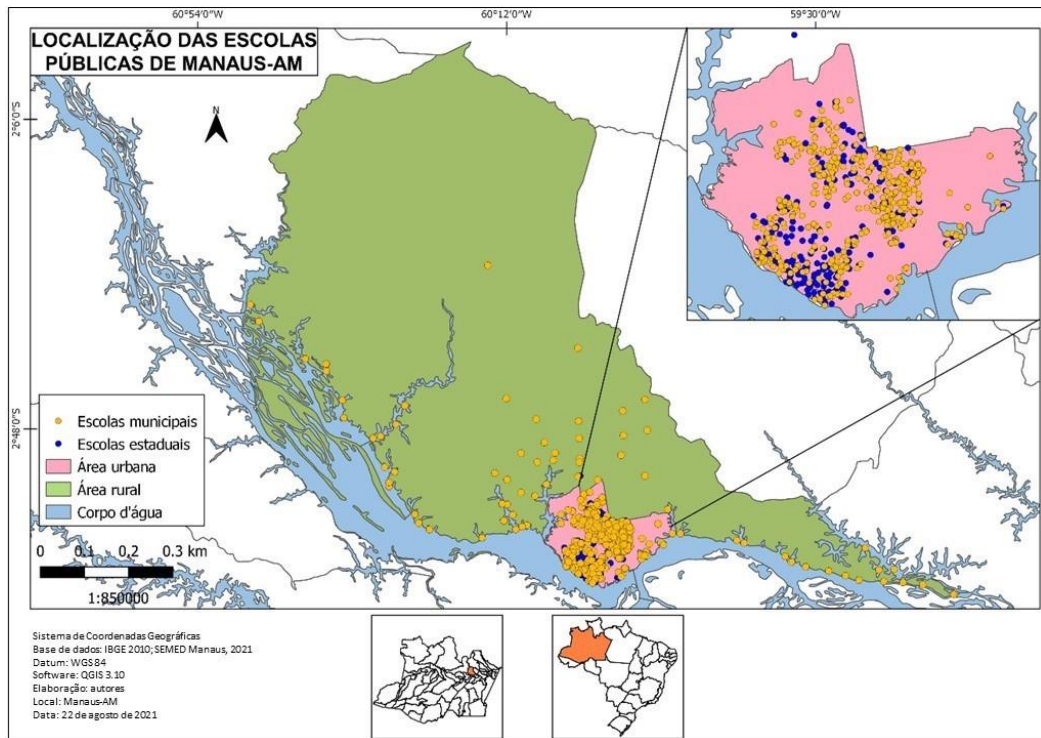 60°54'0"W
60°12'0"W
59°30'0"W
LOCALIZAÇÃO DAS ESCOLAS
PÚBLICAS DE MANAUS-AM
N
2°6'0"S
2°48'0"S
Escolas municipais
Escolas estaduais
Área urbana
Área rural
Corpo d'água
0 0.1 0.2 0.3 km
1:850000
Sistema de Coordenadas Geográficas
Base de dados: IBGE 2010; SEMED Manaus, 2021
Datum: WGS84
Software: QGIS 3.10
Elaboração: autores
Local: Manaus-AM
Data: 22 de agosto de 2021